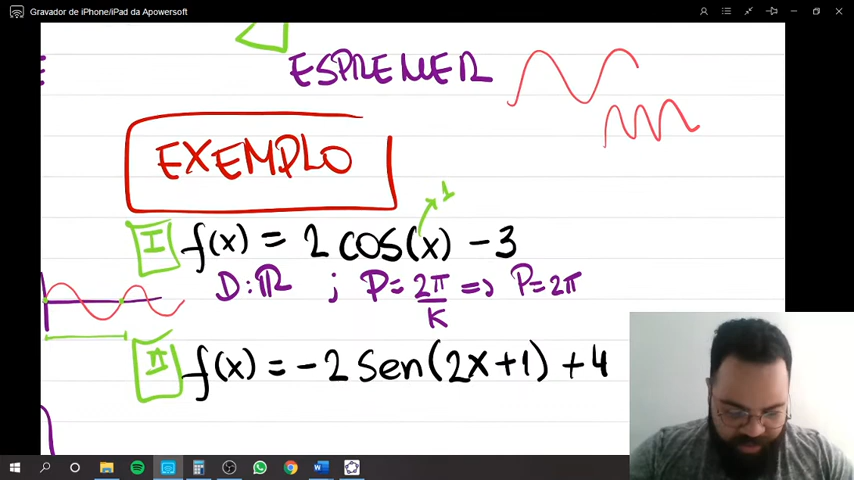 Gravador de iPhone/iPad da Apowersoft
ESPREMER
EXEMPLO
1
I f(x) = 2 cos(x) - 3
D: ℝ ; P = 2π/K => P = 2π
II f(x) = -2 Sen(2x+1) + 4